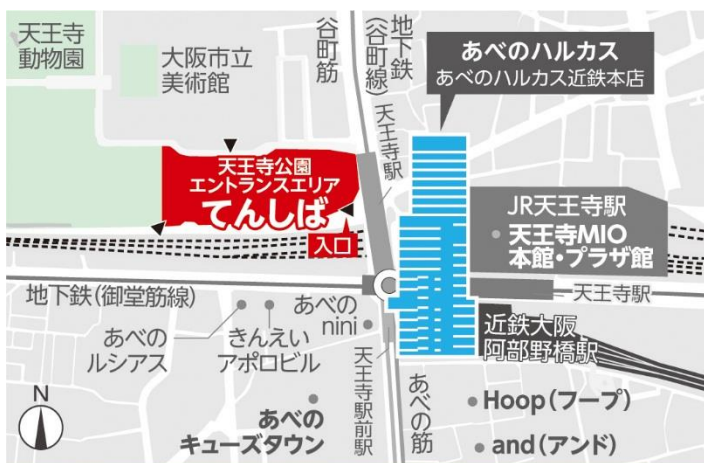 天王寺
動物園
大阪市立
美術館
谷町筋
地下鉄
(谷町線)
天王寺駅
あべのハルカス
あべのハルカス近鉄本店
天王寺公園
エントランスエリア
てんしば
入口
JR天王寺駅
天王寺MIO
本館・プラザ館
地下鉄(御堂筋線)
天王寺駅
あべの
ルシアス
きんえい
アポロビル
あべの
nini
天王寺駅前駅
あべの筋
近鉄大阪
阿部野橋駅
N
あべの
キューズタウン
Hoop(フープ)
and(アンド)